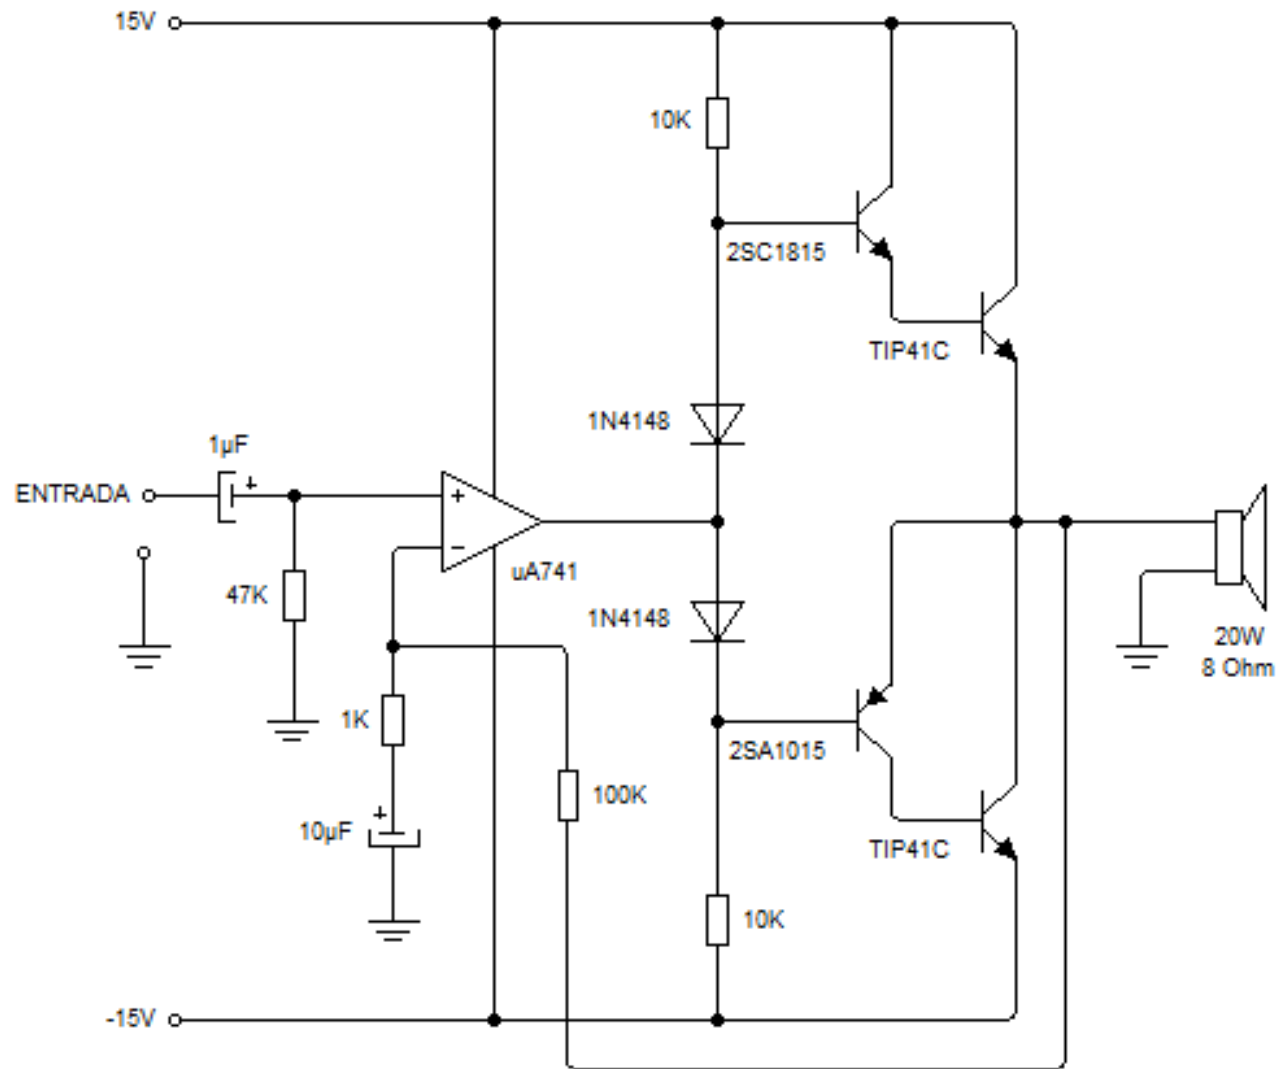 15V
10K
2SC1815
TIP41C
1N4148
1µF
ENTRADA
+
+
−
uA741
47K
1N4148
20W
8 Ohm
1K
2SA1015
100K
+
10µF
TIP41C
10K
-15V